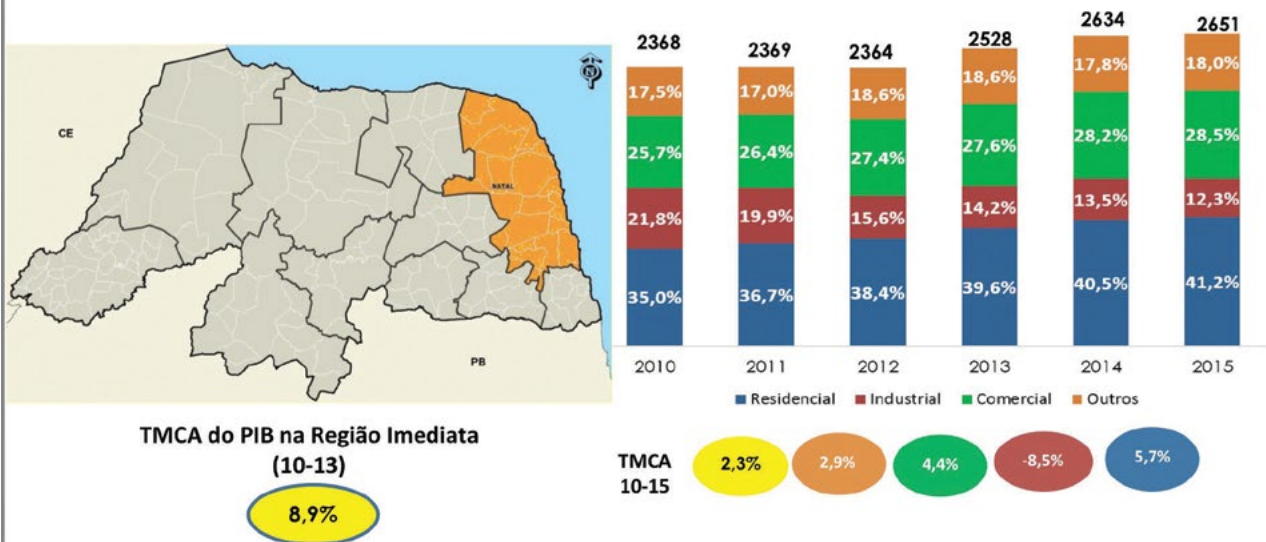 CE
NATAL
PB
N
TMCA do PIB na Região Imediata
(10-13)
8,9%
2368 2369 2364 2528 2634 2651
17,5% 17,0% 18,6% 18,6% 17,8% 18,0%
25,7% 26,4% 27,4% 27,6% 28,2% 28,5%
21,8% 19,9% 15,6% 14,2% 13,5% 12,3%
35,0% 36,7% 38,4% 39,6% 40,5% 41,2%
2010 2011 2012 2013 2014 2015
Residencial Industrial Comercial Outros
TMCA
10-15
2,3% 2,9% 4,4% -8,5% 5,7%